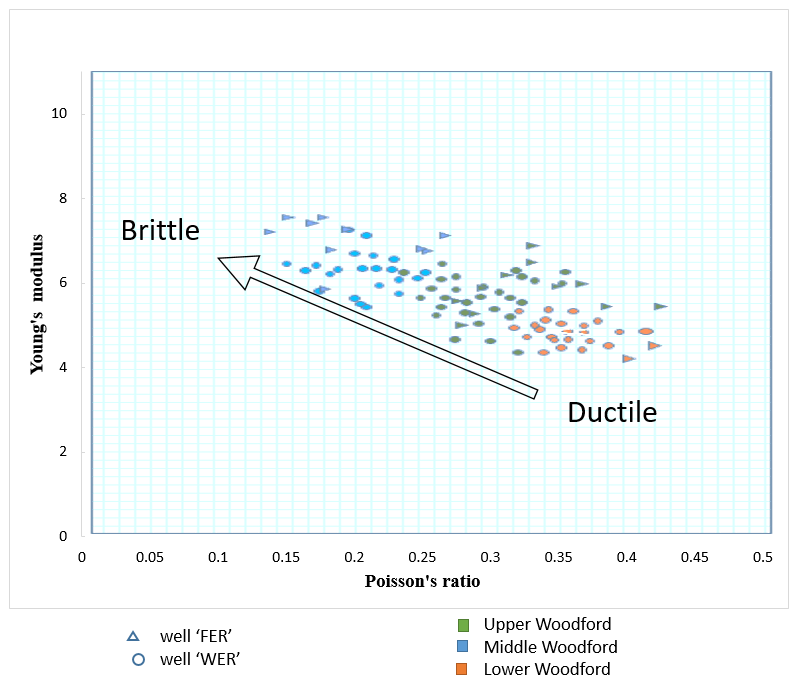 10
8
Brittle
6
Young's modulus
4
Ductile
2
0
0 0.05 0.1 0.15 0.2 0.25 0.3 0.35 0.4 0.45 0.5
Poisson's ratio
well ‘FER’
well ‘WER’
Upper Woodford
Middle Woodford
Lower Woodford